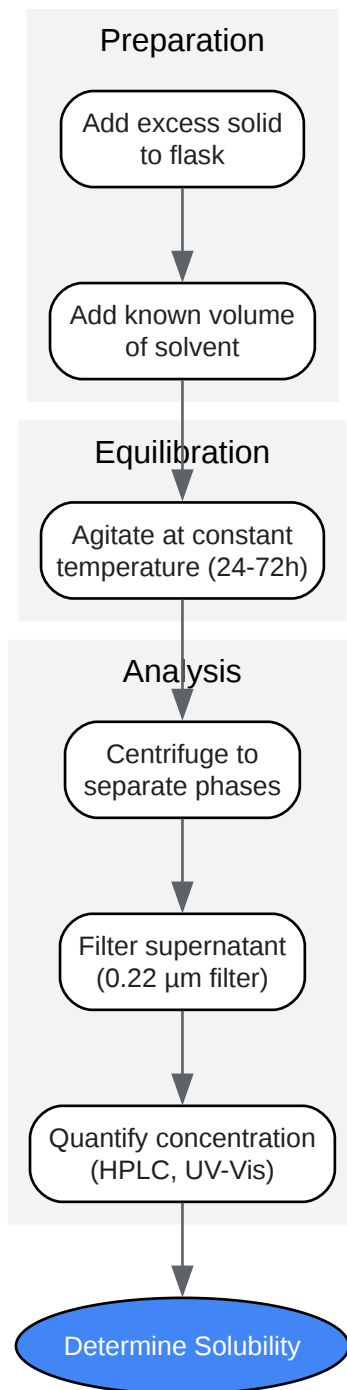 Preparation
Add excess solid
to flask
Add known volume
of solvent
Equilibration
Agitate at constant
temperature (24-72h)
Analysis
Centrifuge to
separate phases
Filter supernatant
(0.22 µm filter)
Quantify concentration
(HPLC, UV-Vis)
Determine Solubility